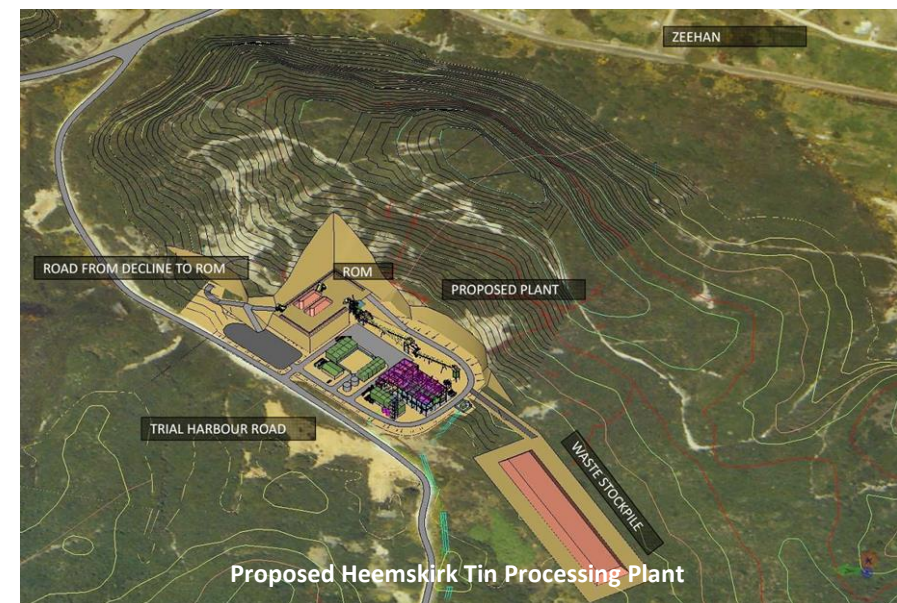 ZEEHAN
ROAD FROM DECLINE TO ROM
ROM
PROPOSED PLANT
TRIAL HARBOUR ROAD
WASTE STOCKPILE
Proposed Heemskirk Tin Processing Plant